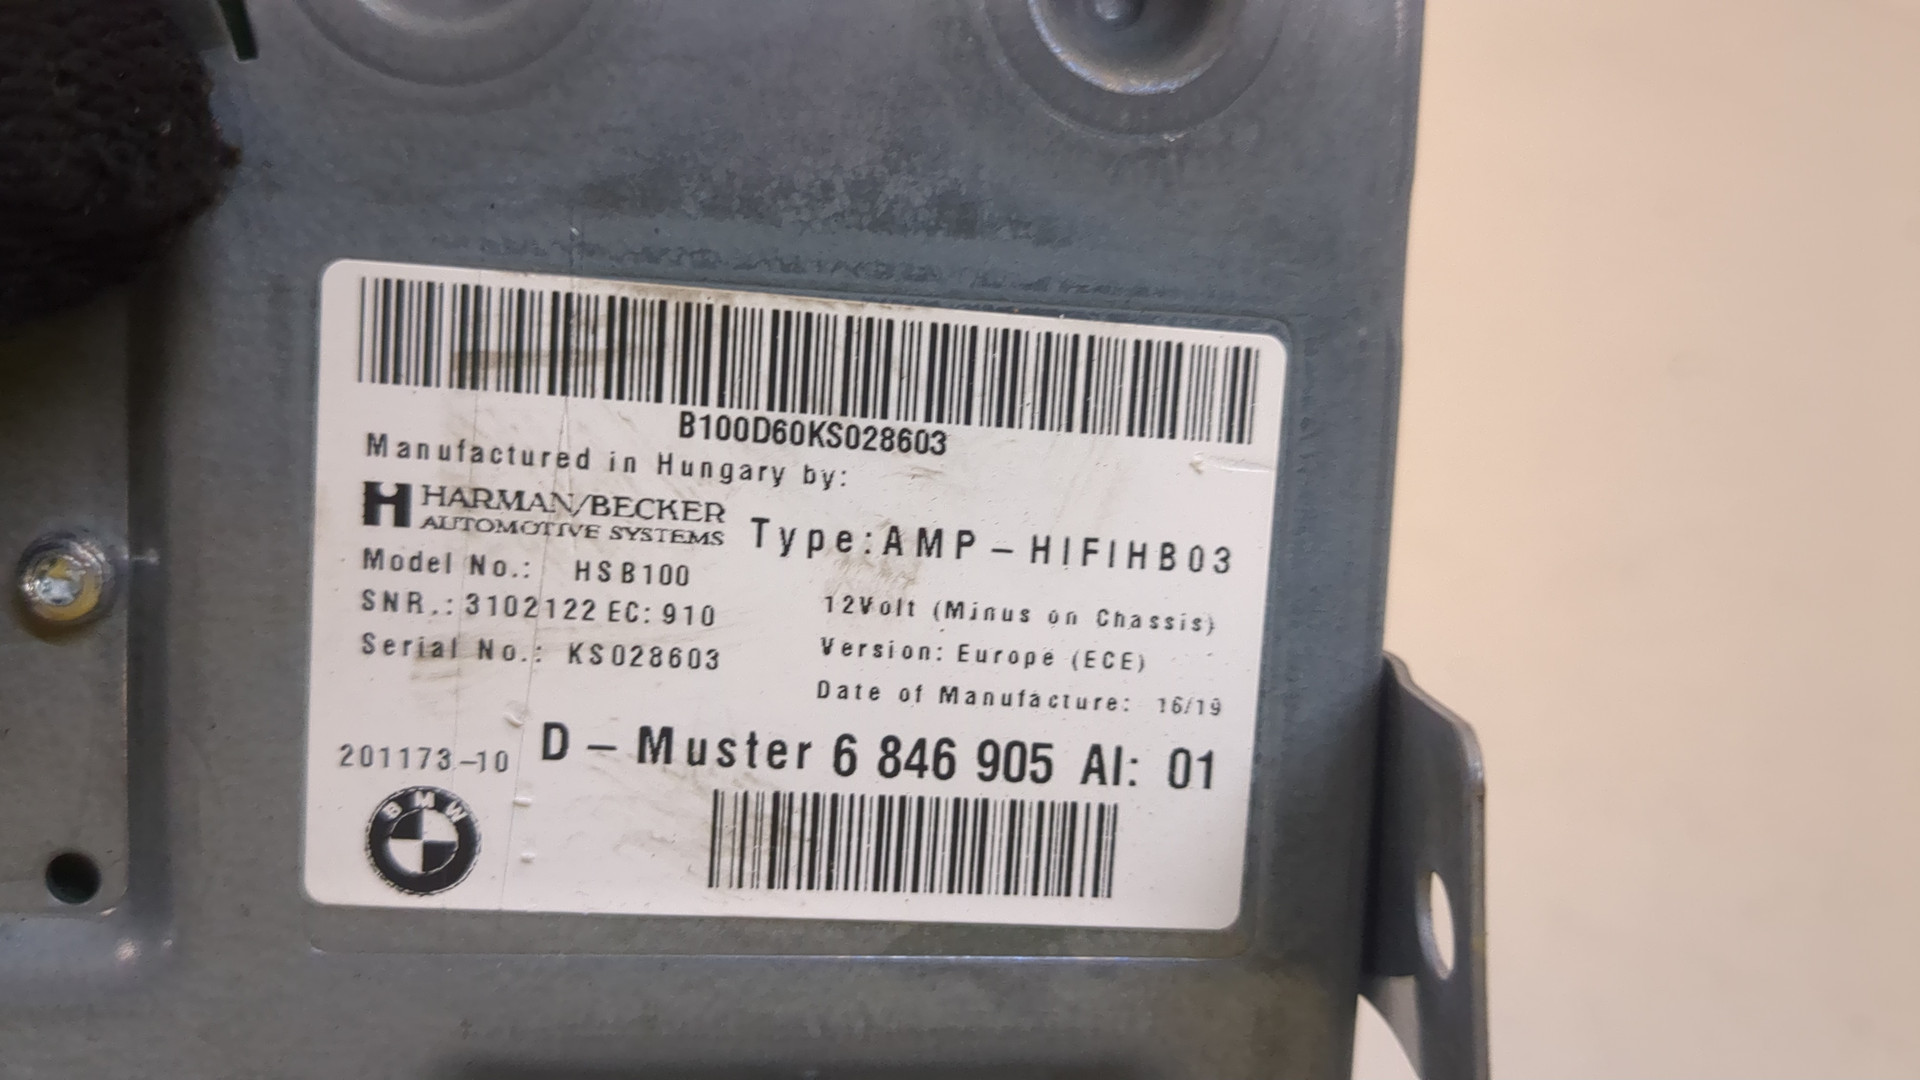 B100D60KS028603
Manufactured in Hungary by:
H HARMAN/BECKER
AUTOMOTIVE SYSTEMS
Type:AMP-HIFIHB03
Model No.: HSB100
SNR.: 3102122 EC: 910
Serial No.: KS028603
12Volt (Minus on Chassis)
Version: Europe (ECE)
Date of Manufacture: 16/19
201173-10
D-Muster 6 846 905 AI: 01
BMW